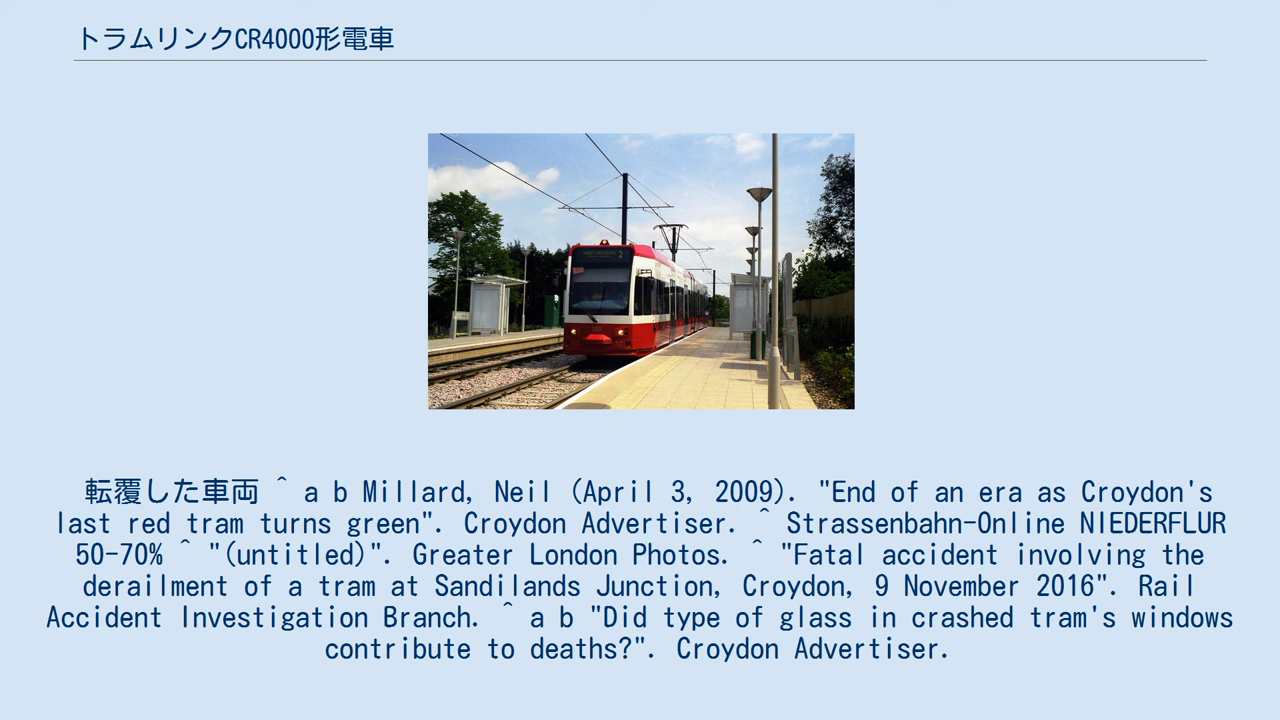 トラムリンクCR4000形電車
転覆した車両 ^ a b Millard, Neil (April 3, 2009). "End of an era as Croydon's
last red tram turns green". Croydon Advertiser. ^ Strassenbahn-Online NIEDERFLUR
50-70% ^ "(untitled)". Greater London Photos. ^ "Fatal accident involving the
derailment of a tram at Sandilands Junction, Croydon, 9 November 2016". Rail
Accident Investigation Branch. ^ a b "Did type of glass in crashed tram's windows
contribute to deaths?". Croydon Advertiser.